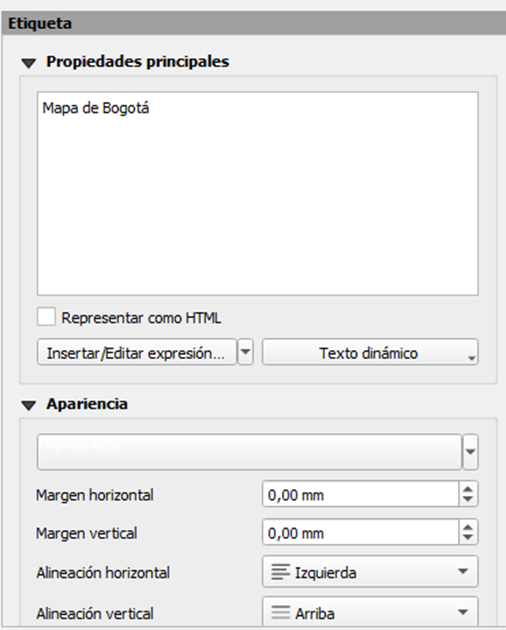 Etiqueta
Propiedades principales
Mapa de Bogotá
Representar como HTML
Insertar/Editar expresión... Texto dinámico
Apariencia
Margen horizontal 0,00 mm
Margen vertical 0,00 mm
Alineación horizontal Izquierda
Alineación vertical Arriba